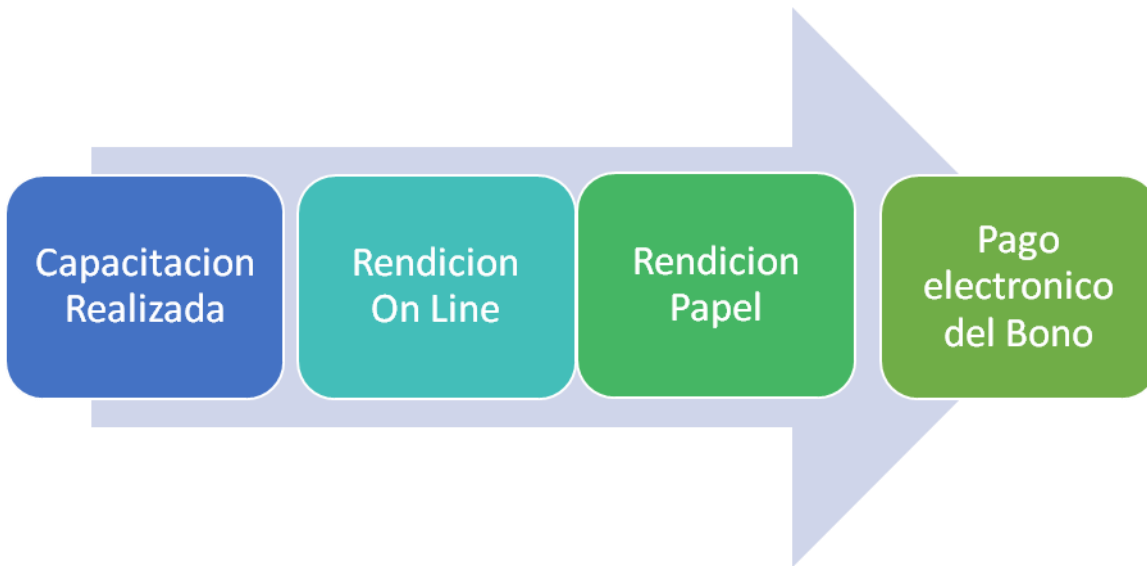 Capacitacion
Realizada
Rendicion
On Line
Rendicion
Papel
Pago
electronico
del Bono